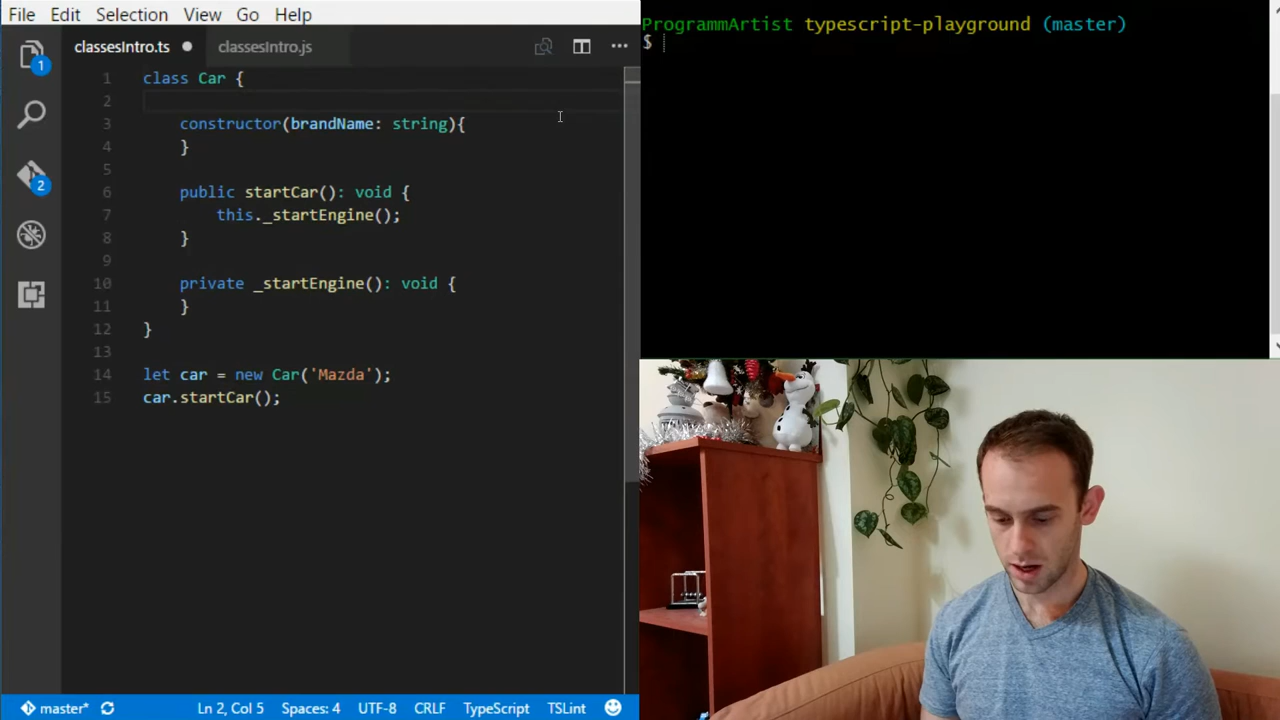 File Edit Selection View Go Help
classesIntro.ts classesIntro.js
1 class Car {
2
3 constructor(brandName: string){
4 }
5
6 public startCar(): void {
7 this._startEngine();
8 }
9
10 private _startEngine(): void {
11 }
12 }
13
14 let car = new Car('Mazda');
15 car.startCar();
1
2
master* Ln 2, Col 5 Spaces: 4 UTF-8 CRLF TypeScript TSLint
ProgrammArtist typescript-playground (master)
$